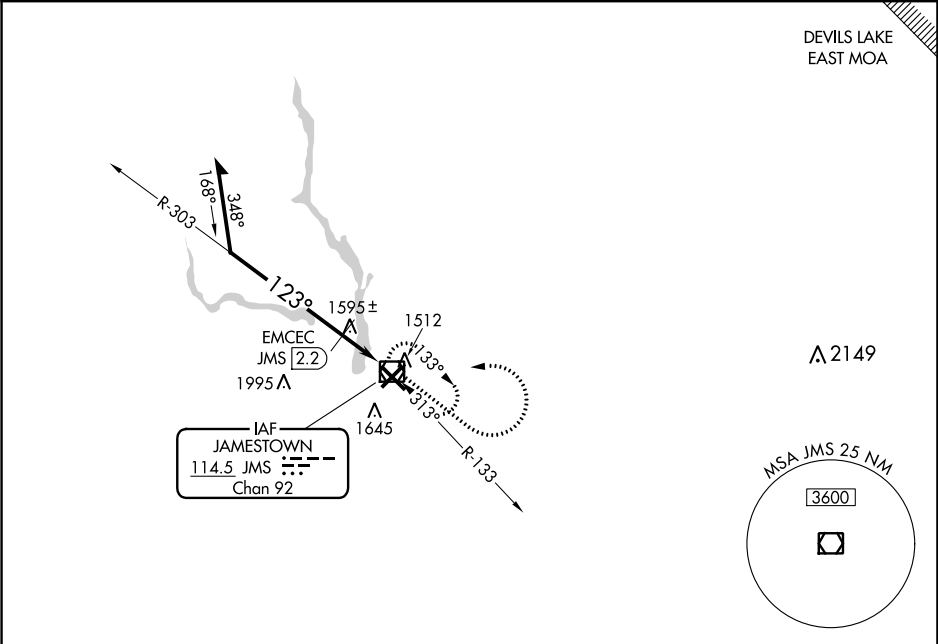 DEVILS LAKE
EAST MOA
R-303
168°
348°
123°
1595±
1512
EMCEC
JMS 2.2
1995
133°
313°
2149
1645
IAF
JAMESTOWN
114.5 JMS
Chan 92
R-133
MSA JMS 25 NM
3600